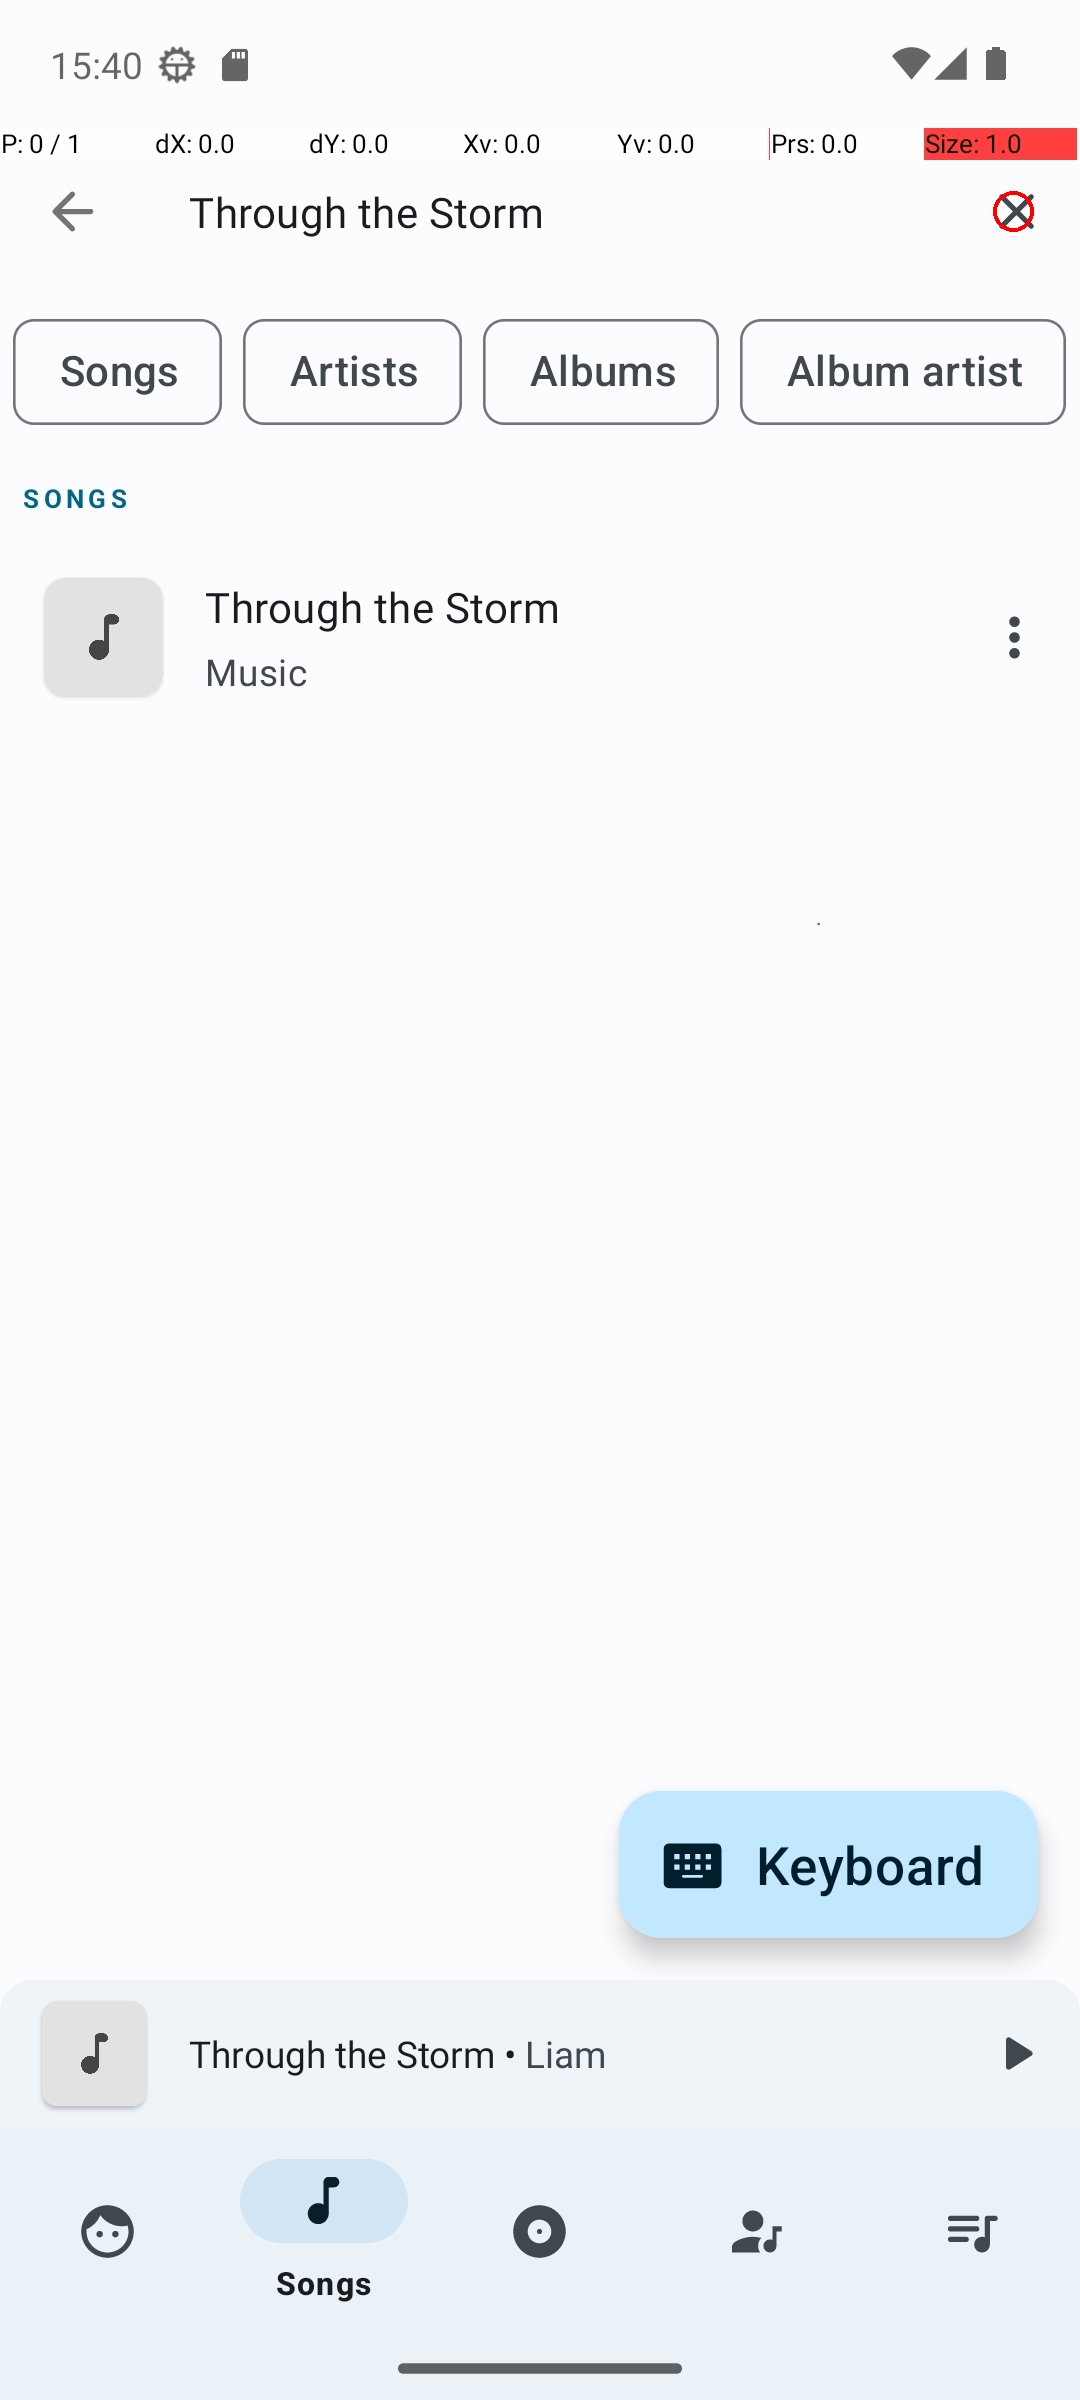 15:40
P: 0 / 1 dX: 0.0 dY: 0.0 Xv: 0.0 Yv: 0.0 Prs: 0.0 Size: 1.0
Through the Storm
Songs Artists Albums Album artist
SONGS
Through the Storm
Music
Keyboard
Through the Storm • Liam
Songs